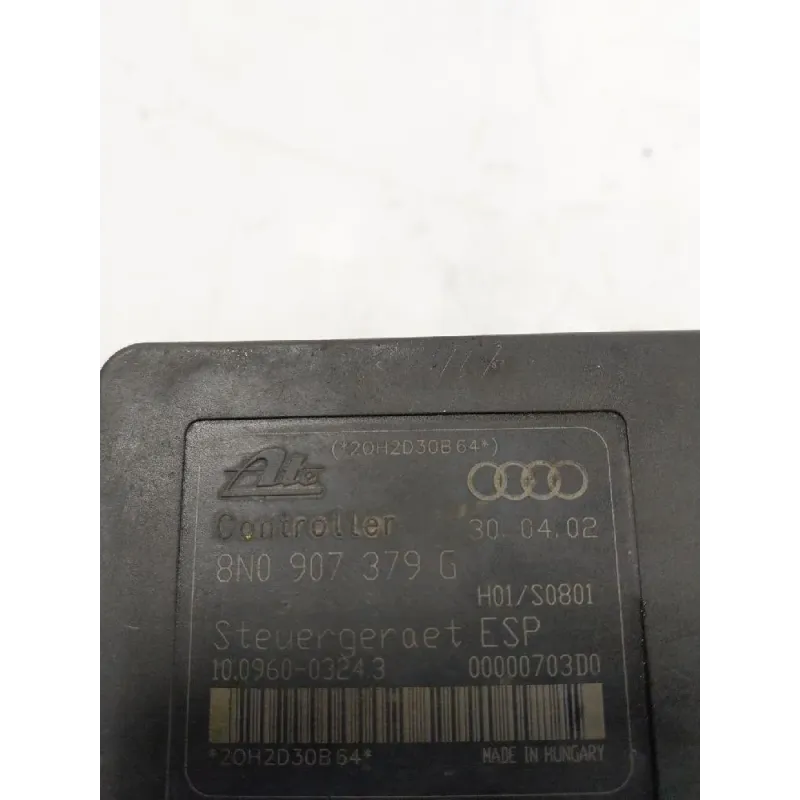 (*20H2D30B64*)
Ate
Controller 30.04.02
8N0 907 379 G
H01/S0801
Steuergeraet ESP
10.0960-0324.3 00000703D0
*20H2D30B64* MADE IN HUNGARY